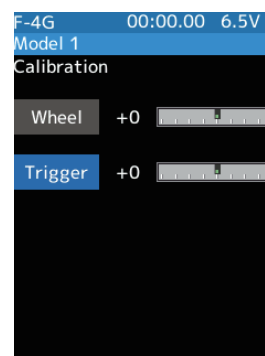 F-4G 00:00.00 6.5V
Model 1
Calibration
Wheel +0
Trigger +0